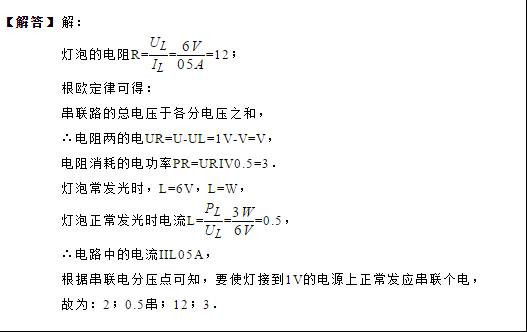 【解答】解：
灯泡的电阻R=U_L/I_L=6V/05A=12；
根欧定律可得：
串联路的总电压于各分电压之和，
∴电阻两的电UR=U-UL=1V-V=V，
电阻消耗的电功率PR=URIV0.5=3．
灯泡常发光时，L=6V，L=W，
灯泡正常发光时电流L=P_L/U_L=3W/6V=0.5，
∴电路中的电流IIL05A，
根据串联电分压点可知，要使灯接到1V的电源上正常发应串联个电，
故为：2；0.5串；12；3．